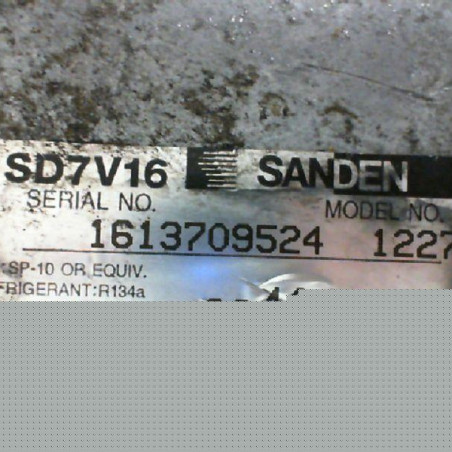 SD7V16 SANDEN
SERIAL NO. MODEL NO.
1613709524 1227
SP-10 OR EQUIV.
FRIGERANT:R134a